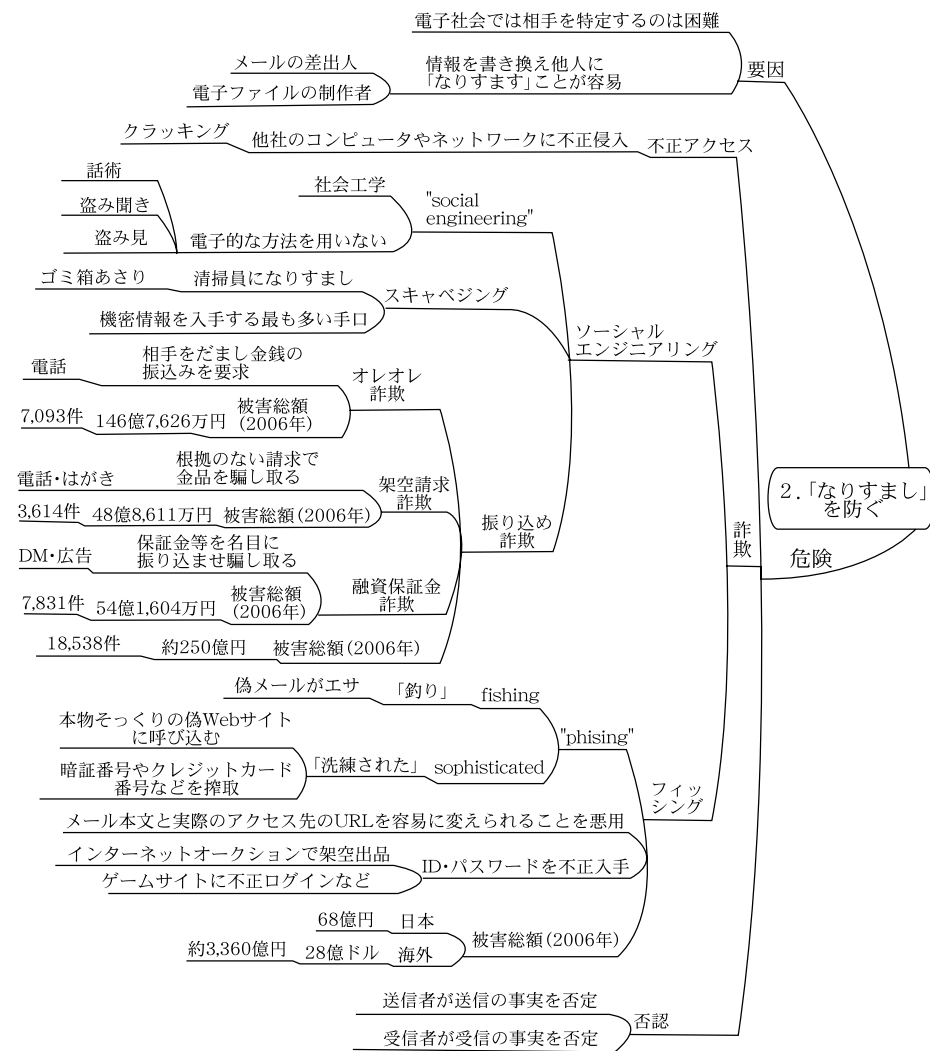 電子社会では相手を特定するのは困難
メールの差出人
情報を書き換え他人に
「なりすます」ことが容易
電子ファイルの制作者
要因
クラッキング
他社のコンピュータやネットワークに不正侵入
不正アクセス
話術
盗み聞き
盗み見
社会工学
電子的な方法を用いない
"social
engineering"
ゴミ箱あさり
清掃員になりすまし
機密情報を入手する最も多い手口
スキャベジング
ソーシャル
エンジニアリング
電話
相手をだまし金銭の
振込みを要求
オレオレ
詐欺
7,093件
146億7,626万円
被害総額
(2006年)
電話・はがき
根拠のない請求で
金品を騙し取る
架空請求
詐欺
3,614件
48億8,611万円
被害総額(2006年)
振り込め
詐欺
DM・広告
保証金等を名目に
振り込ませ騙し取る
融資保証金
詐欺
7,831件
54億1,604万円
被害総額
(2006年)
18,538件
約250億円
被害総額(2006年)
詐
欺
2.「なりすまし」
を防ぐ
危険
偽メールがエサ
「釣り」
fishing
"phising"
本物そっくりの偽Webサイト
に呼び込む
暗証番号やクレジットカード
番号などを搾取
「洗練された」
sophisticated
フィッ
シング
メール本文と実際のアクセス先のURLを容易に変えられることを悪用
インターネットオークションで架空出品
ゲームサイトに不正ログインなど
ID・パスワードを不正入手
68億円
日本
約3,360億円
28億ドル
海外
被害総額(2006年)
送信者が送信の事実を否定
受信者が受信の事実を否定
否認